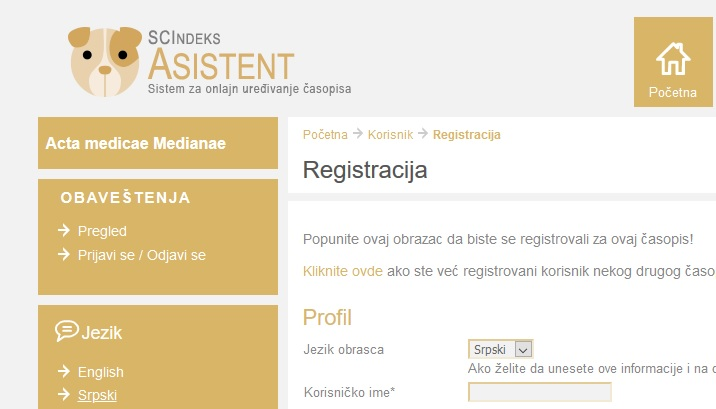 SCINDEKS
ASISTENT
Sistem za onlajn uređivanje časopisa
Početna
Acta medicae Medianae
OBAVEŠTENJA
Pregled
Prijavi se / Odjavi se
Jezik
English
Srpski
Početna Korisnik Registracija
Registracija
Popunite ovaj obrazac da biste se registrovali za ovaj časopis!
Kliknite ovde ako ste već registrovani korisnik nekog drugog časo
Profil
Jezik obrasca Srpski
Ako želite da unesete ove informacije i na
Korisničko ime*